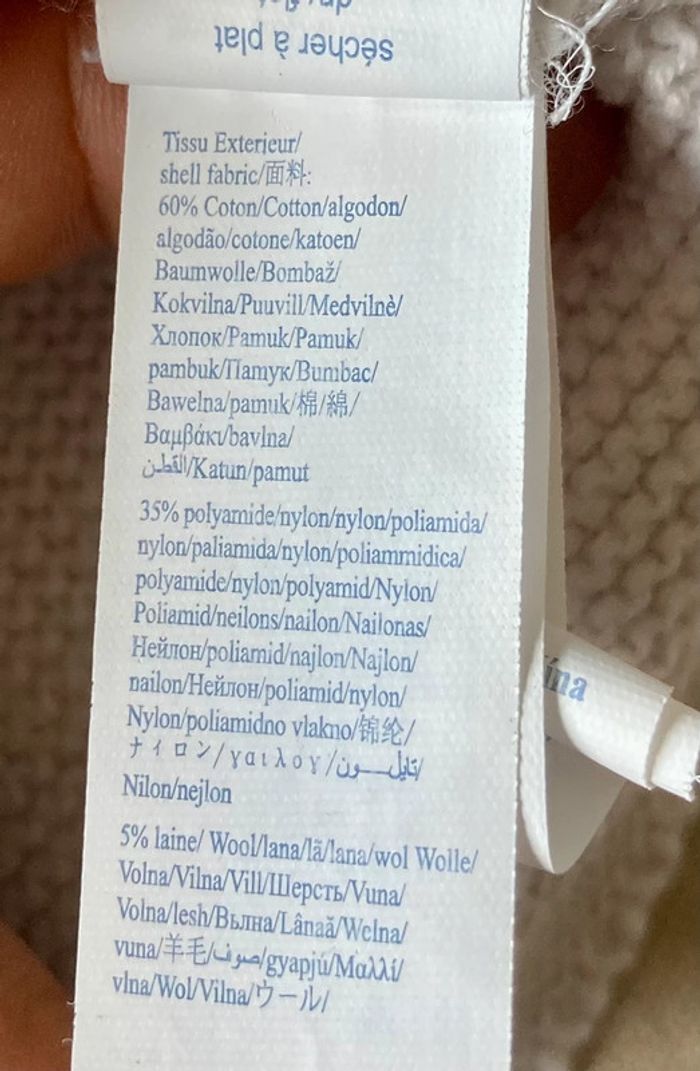 sécher à plat
Tissu Exterieur/
shell fabric/面料:
60% Coton/Cotton/algodon/
algodão/cotone/katoen/
Baumwolle/Bombaž/
Kokvilna/Puuvill/Medvilnè/
Хлопок/Pamuk/Pamuk/
pambuk/Памук/Bumbac/
Bawelna/pamuk/棉/綿/
Βαμβάκι/bavlna/
القطن/Katun/pamut
35% polyamide/nylon/nylon/poliamida/
nylon/paliamida/nylon/poliammidica/
polyamide/nylon/polyamid/Nylon/
Poliamid/neilons/nailon/Nailonas/
Нейлон/poliamid/najlon/Najlon/
nailon/Нейлон/poliamid/nylon/
Nylon/poliamidno vlakno/锦纶/
ナイロン/γαιλογ/نايلــون/
Nilon/nejlon
5% laine/ Wool/lana/lã/lana/wol Wolle/
Volna/Vilna/Vill/Шерсть/Vuna/
Volna/lesh/Вълна/Lânaă/Welna/
vuna/羊毛/صوف/gyapjú/Μαλλί/
vlna/Wol/Vilna/ウール/